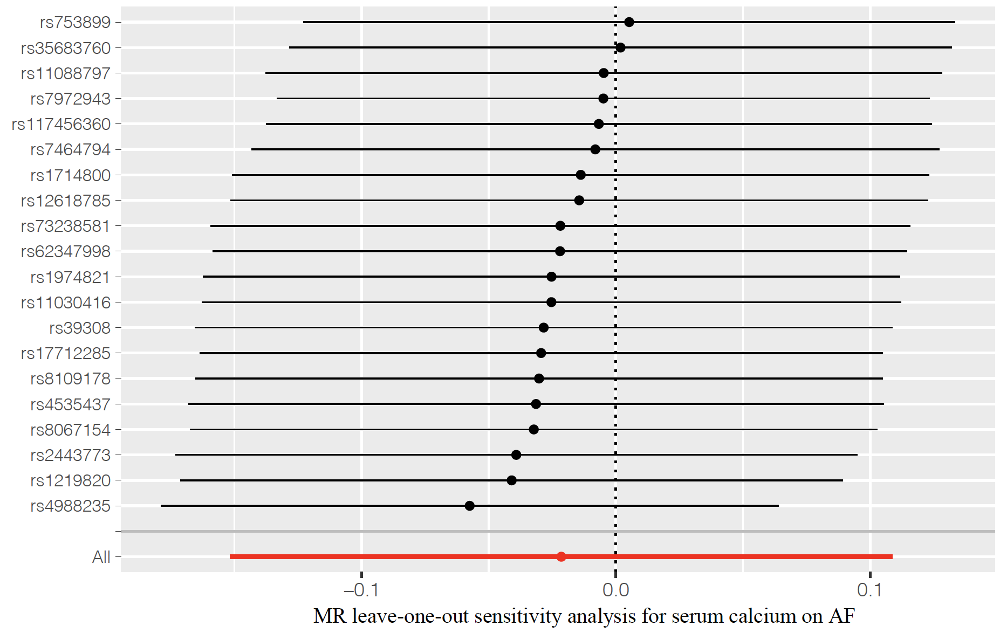 rs753899
rs35683760
rs11088797
rs7972943
rs117456360
rs7464794
rs1714800
rs12618785
rs73238581
rs62347998
rs1974821
rs11030416
rs39308
rs17712285
rs8109178
rs4535437
rs8067154
rs2443773
rs1219820
rs4988235
All
–0.1 0.0 0.1
MR leave-one-out sensitivity analysis for serum calcium on AF